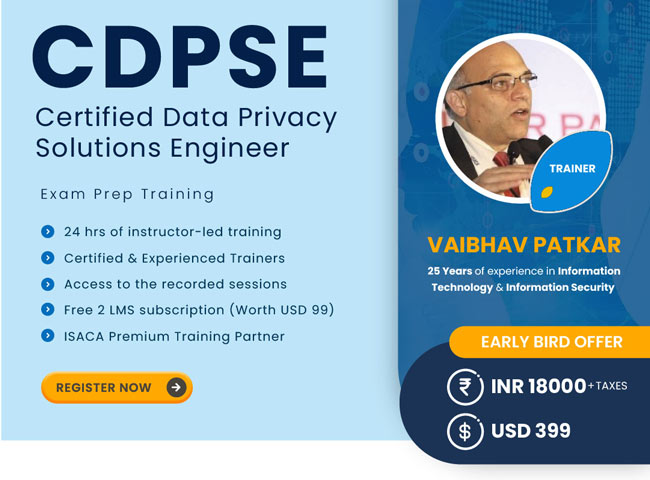 CDPSE
Certified Data Privacy
Solutions Engineer
Exam Prep Training
24 hrs of instructor-led training
Certified & Experienced Trainers
Access to the recorded sessions
Free 2 LMS subscription (Worth USD 99)
ISACA Premium Training Partner
REGISTER NOW
R PA
TRAINER
VAIBHAV PATKAR
25 Years of experience in Information
Technology & Information Security
EARLY BIRD OFFER
₹ INR 18000 +TAXES
$ USD 399